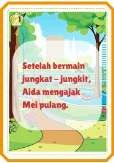 Setelah bermain
jungkat – jungkit,
Aida mengajak
Mei pulang.